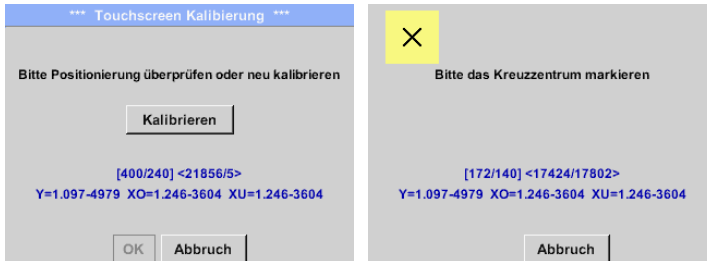 *** Touchscreen Kalibierung ***
Bitte Positionierung überprüfen oder neu kalibrieren
Kalibrieren
[400/240] <21856/5>
Y=1.097-4979 XO=1.246-3604 XU=1.246-3604
OK
Abbruch
Bitte das Kreuzzentrum markieren
[172/140] <17424/17802>
Y=1.097-4979 XO=1.246-3604 XU=1.246-3604
Abbruch